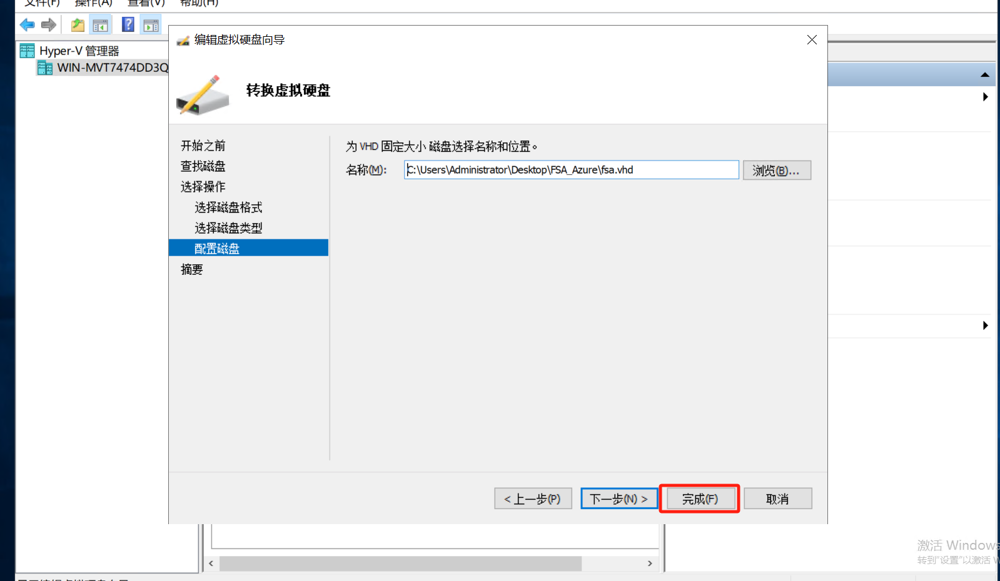 文件(F) 操作(A) 查看(V) 帮助(H)
Hyper-V 管理器
WIN-MVT7474DD3Q
编辑虚拟硬盘向导
转换虚拟硬盘
开始之前
查找磁盘
选择操作
选择磁盘格式
选择磁盘类型
配置磁盘
摘要
为 VHD 固定大小 磁盘选择名称和位置。
名称(M):
C:\Users\Administrator\Desktop\FSA_Azure\fsa.vhd
浏览(B)...
< 上一步(P)
下一步(N) >
完成(F)
取消
激活 Windows
转到"设置"以激活 W